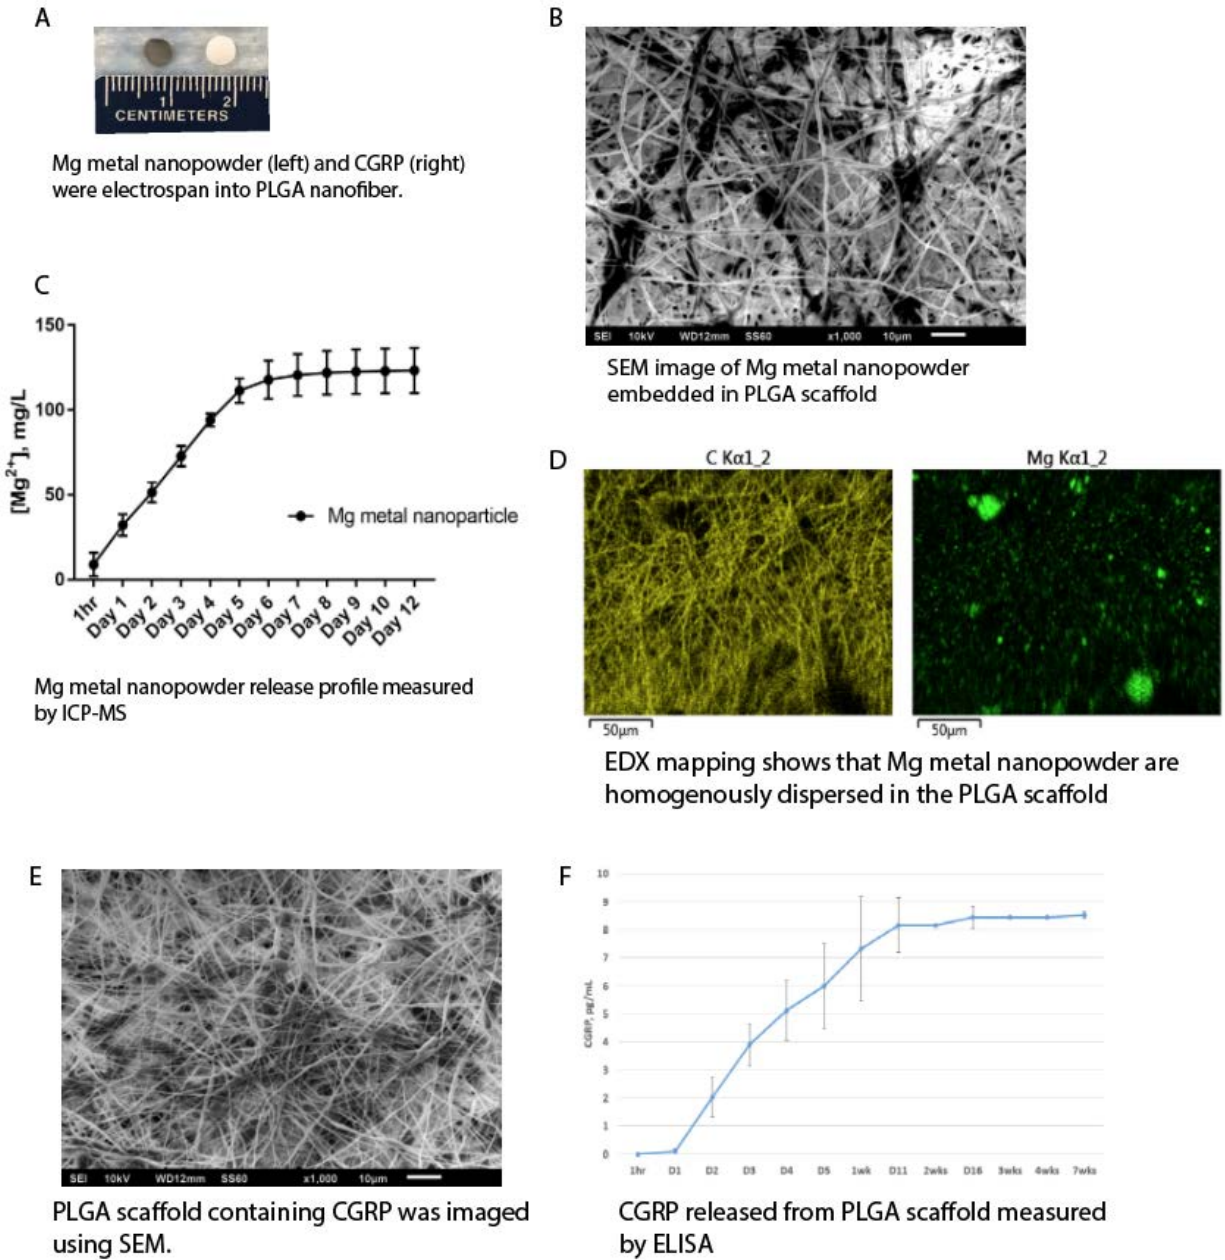 A
1
2
CENTIMETERS
Mg metal nanopowder (left) and CGRP (right)
were electrospan into PLGA nanofiber.
B
SEI 10kV WD12mm SS60 x1,000 10μm
SEM image of Mg metal nanopowder
embedded in PLGA scaffold
C
150
100
50
0
[Mg2+], mg/L
Mg metal nanoparticle
1hr
Day 1
Day 2
Day 3
Day 4
Day 5
Day 6
Day 7
Day 8
Day 9
Day 10
Day 12
Mg metal nanopowder release profile measured
by ICP-MS
D
C Kα1_2
Mg Kα1_2
50μm
50μm
EDX mapping shows that Mg metal nanopowder are
homogenously dispersed in the PLGA scaffold
E
SEI 10kV WD12mm SS60 x1,000 10μm
PLGA scaffold containing CGRP was imaged
using SEM.
F
10
9
8
7
6
5
4
3
2
1
0
CGRP, pg/mL
1hr D1 D2 D3 D4 D5 1wk D11 2wks D16 3wks 4wks 7wks
CGRP released from PLGA scaffold measured
by ELISA